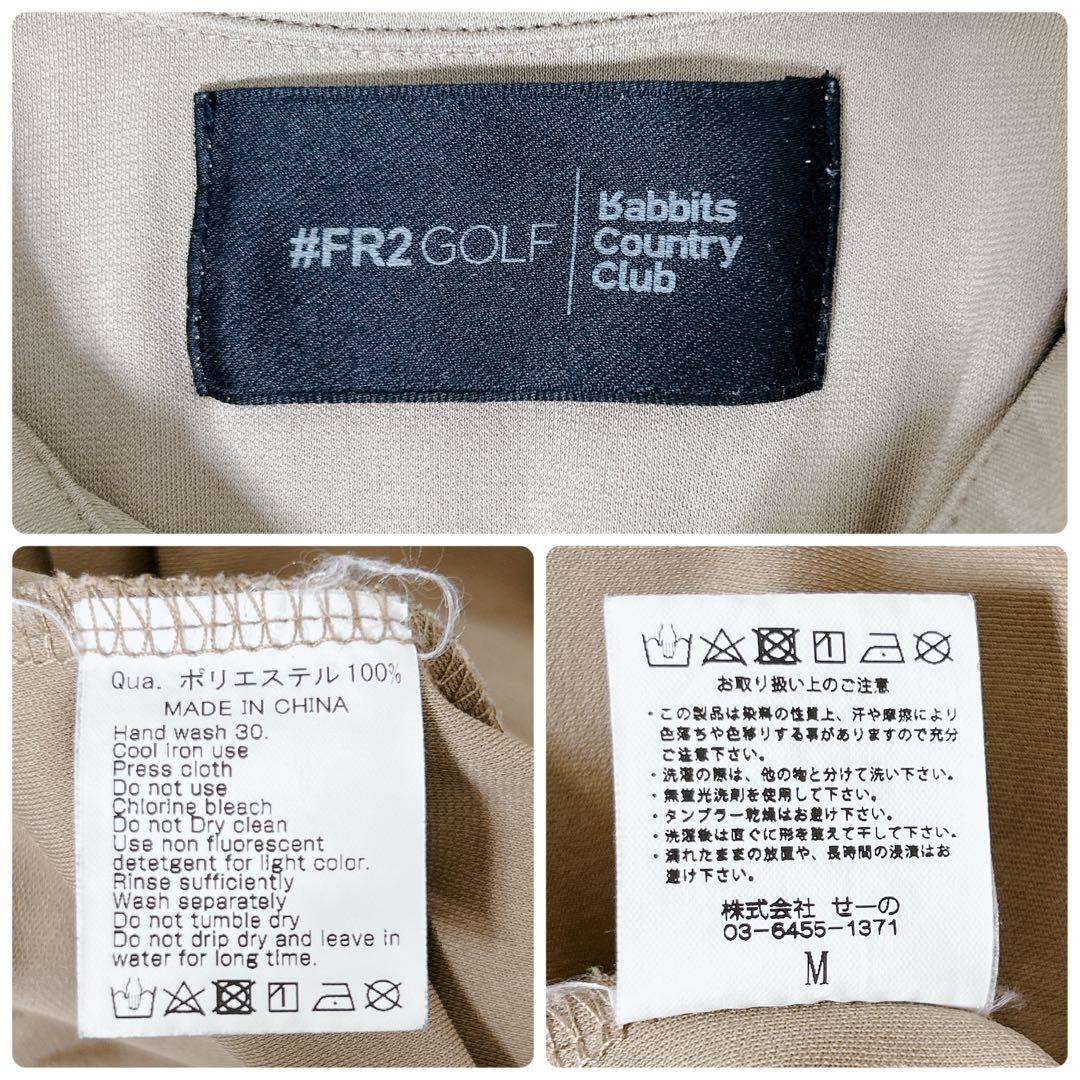 #FR2 GOLF
Rabbits
Country
Club
Qua. ポリエステル 100%
MADE IN CHINA
Hand wash 30.
Cool iron use
Press cloth
Do not use
Chlorine bleach
Do not Dry clean
Use non fluorescent
detetgent for light color.
Rinse sufficiently
Wash separately
Do not tumble dry
Do not drip dry and leave in
water for long time.
お取り扱い上のご注意
・この製品は染料の性質上、汗や摩擦により
色落ちや色移りする事がありますので充分
ご注意下さい。
・洗濯の際は、他の物と分けて洗い下さい。
・無蛍光洗剤を使用して下さい。
・タンブラー乾燥はお避け下さい。
・洗濯後は直ぐに形を整えて干して下さい。
・濡れたままの放置や、長時間の浸漬はお
避け下さい。
株式会社 せーの
03-6455-1371
M